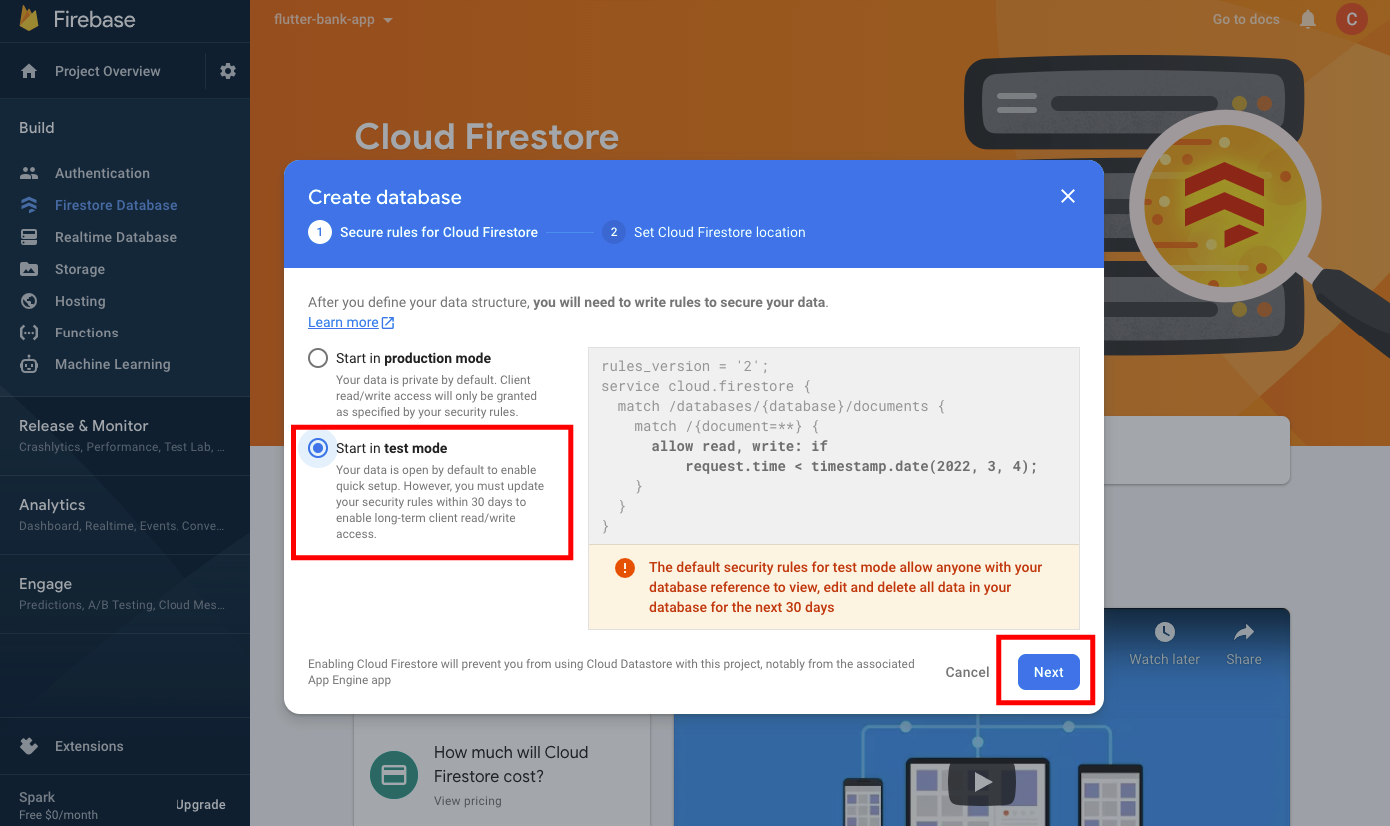 Firebase
flutter-bank-app
Go to docs
C
Project Overview
Build
Authentication
Firestore Database
Realtime Database
Storage
Hosting
Functions
Machine Learning
Release & Monitor
Crashlytics, Performance, Test Lab, ...
Analytics
Dashboard, Realtime, Events. Conve...
Engage
Predictions, A/B Testing, Cloud Mes...
Extensions
Spark
Free $0/month
Upgrade
Cloud Firestore
Create database
1 Secure rules for Cloud Firestore
2 Set Cloud Firestore location
After you define your data structure, you will need to write rules to secure your data.
Learn more
Start in production mode
Your data is private by default. Client
read/write access will only be granted
as specified by your security rules.
Start in test mode
Your data is open by default to enable
quick setup. However, you must update
your security rules within 30 days to
enable long-term client read/write
access.
rules_version = '2';
service cloud.firestore {
match /databases/{database}/documents {
match /{document=**} {
allow read, write: if
request.time < timestamp.date(2022, 3, 4);
}
}
}
! The default security rules for test mode allow anyone with your
database reference to view, edit and delete all data in your
database for the next 30 days
Enabling Cloud Firestore will prevent you from using Cloud Datastore with this project, notably from the associated
App Engine app
Cancel
Next
Watch later
Share
How much will Cloud
Firestore cost?
View pricing